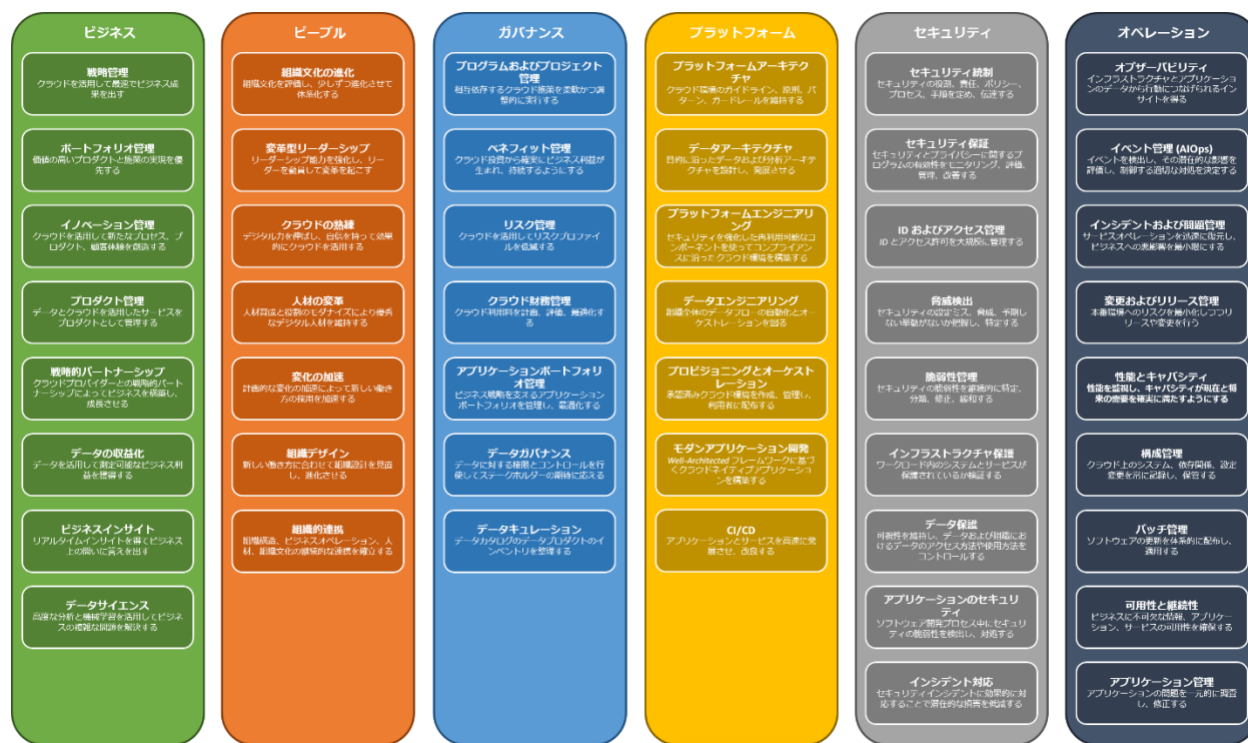 ビジネス
戦略管理
クラウドを活用して最速でビジネス成
果を出す
ポートフォリオ管理
価値の高いプロダクトと施策の実現を優
先する
イノベーション管理
クラウドを活用して新たなプロセス、プ
ロダクト、顧客体験を創造する
プロダクト管理
データとクラウドを活用したサービスを
プロダクトとして管理する
戦略的パートナーシップ
クラウドプロバイダーとの戦略的パート
ナーシップによってビジネスを構築し、
成長させる
データの収益化
データを活用して測定可能なビジネス利
益を獲得する
ビジネスインサイト
リアルタイムインサイトを得てビジネス
上の問いに答えを出す
データサイエンス
高度な分析と機械学習を活用してビジネ
スの複雑な問題を解決する
ピープル
組織文化の進化
組織文化を評価し、少しずつ進化させて
体系化する
変革型リーダーシップ
リーダーシップ能力を強化し、リー
ダーを動員して変革を起こす
クラウドの熟練
デジタル力を伸ばし、自信を持って効果
的にクラウドを活用する
人材の変革
人材育成と役割のモダナイズにより優秀
なデジタル人材を維持する
変化の加速
計画的な変化の加速によって新しい働き
方の採用を加速する
組織デザイン
新しい働き方に合わせて組織設計を見直
し、進化させる
組織的連携
組織構造、ビジネスオペレーション、人
材、組織文化の継続的な連携を確立する
ガバナンス
プログラムおよびプロジェクト
管理
相互依存するクラウド施策を柔軟かつ調
整的に実行する
ベネフィット管理
クラウド投資から確実にビジネス利益が
生まれ、持続するようにする
リスク管理
クラウドを活用してリスクプロファイ
ルを低減する
クラウド財務管理
クラウド利用料を計画、評価、最適化す
る
アプリケーションポートフォリ
オ管理
ビジネス戦略を支えるアプリケーション
ポートフォリオを管理し、最適化する
データガバナンス
データに対する権限とコントロールを行
使してステークホルダーの期待に応える
データキュレーション
データカタログのデータプロダクトのイ
ンベントリを整理する
プラットフォーム
プラットフォームアーキテク
チャ
クラウド環境のガイドライン、原則、パ
ターン、ガードレールを維持する
データアーキテクチャ
目的に沿ったデータおよび分析アーキテ
クチャを設計し、発展させる
プラットフォームエンジニアリ
ング
セキュリティを強化した再利用可能なコ
ンポーネントを使ってコンプライアン
スに沿ったクラウド環境を構築する
データエンジニアリング
組織全体のデータフローの自動化とオー
ケストレーションを図る
プロビジョニングとオーケスト
レーション
承認済みクラウド環境を作成、管理し、
利用者に配布する
モダンアプリケーション開発
Well-Architected フレームワークに基づ
くクラウドネイティブアプリケーション
を構築する
CI/CD
アプリケーションとサービスを高速に発
展させ、改良する
セキュリティ
セキュリティ統制
セキュリティの役割、責任、ポリシー、
プロセス、手順を定め、伝達する
セキュリティ保証
セキュリティとプライバシーに関するプ
ログラムの有効性をモニタリング、評価、
管理、改善する
ID およびアクセス管理
ID とアクセス許可を大規模に管理する
脅威検出
セキュリティの設定ミス、脅威、予期し
ない挙動がないか把握し、特定する
脆弱性管理
セキュリティの脆弱性を継続的に特定、
分類、修正、緩和する
インフラストラクチャ保護
ワークロード内のシステムとサービスが
保護されているか検証する
データ保護
可視性を維持し、データおよび組織にお
けるデータのアクセス方法や使用方法を
コントロールする
アプリケーションのセキュリ
ティ
ソフトウェア開発プロセス中にセキュリ
ティの脆弱性を検出し、対処する
インシデント対応
セキュリティインシデントに効果的に対
応することで潜在的な損害を低減する
オペレーション
オブザーバビリティ
インフラストラクチャとアプリケーショ
ンのデータから行動につなげられるイン
サイトを得る
イベント管理 (AIOps)
イベントを検出し、その潜在的な影響を
評価し、制御する適切な対処を決定する
インシデントおよび問題管理
サービスオペレーションを迅速に復元し、
ビジネスへの悪影響を最小限にする
変更およびリリース管理
本番環境へのリスクを最小化しつつリ
リースや変更を行う
性能とキャパシティ
性能を監視し、キャパシティが現在と将
来の需要を確実に満たすようにする
構成管理
クラウド上のシステム、依存関係、設定
変更を常に記録し、保管する
パッチ管理
ソフトウェアの更新を体系的に配布し、
適用する
可用性と継続性
ビジネスに不可欠な情報、アプリケー
ション、サービスの可用性を確保する
アプリケーション管理
アプリケーションの問題を一元的に調査
し、修正する